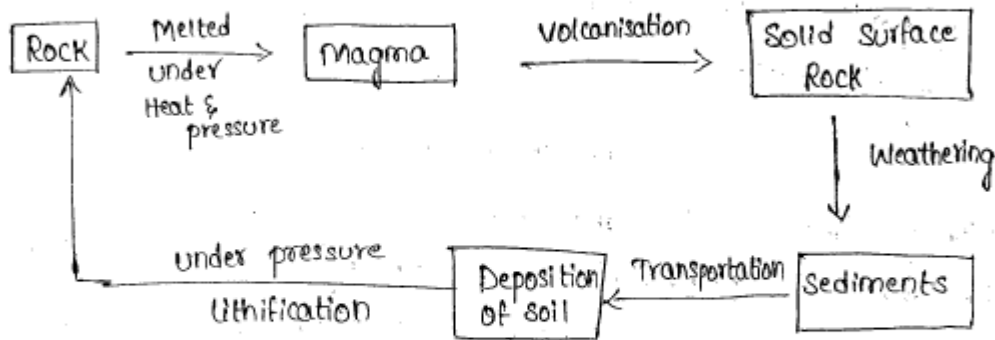 Rock
Melted
under
Heat &
pressure
Magma
Volcanisation
Solid Surface
Rock
Weathering
Sediments
Transportation
Deposition
of soil
under pressure
Lithification